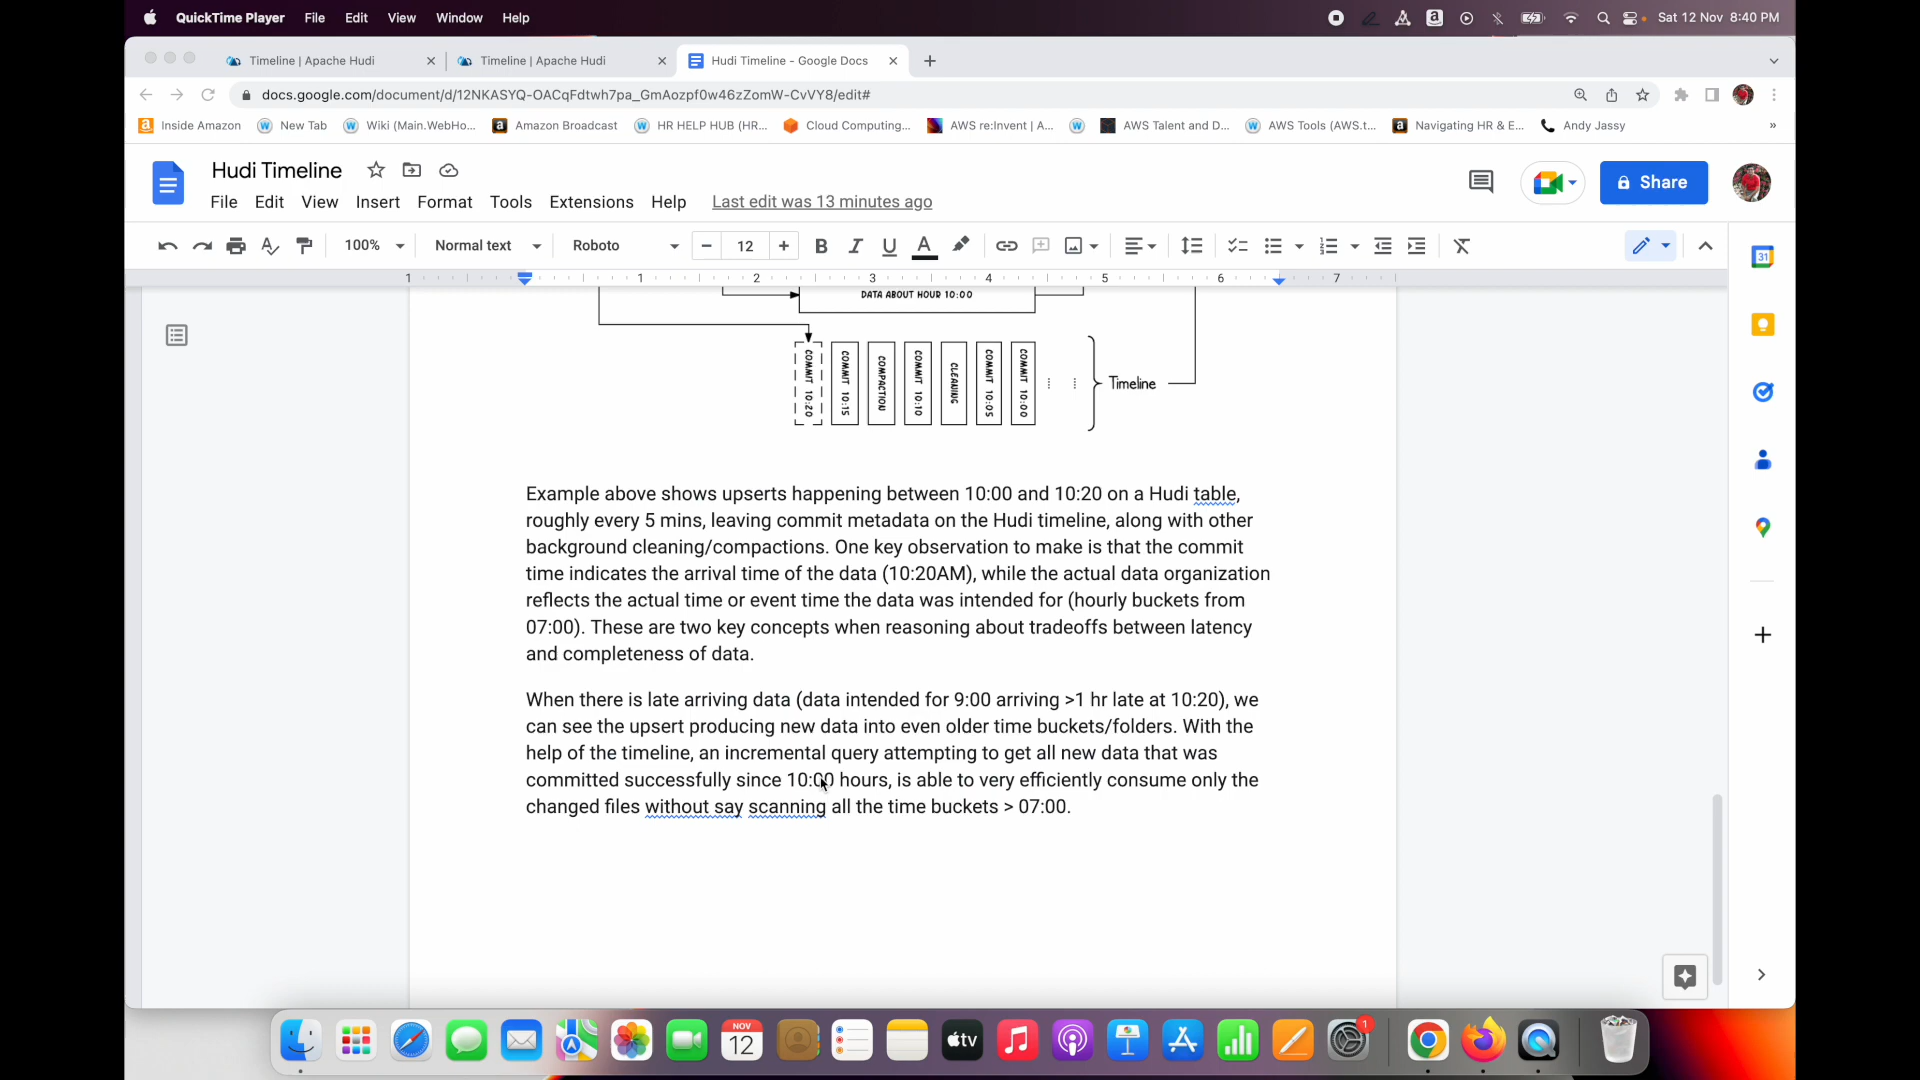 QuickTime Player File Edit View Window Help Sat 12 Nov 8:40 PM
Timeline | Apache Hudi Timeline | Apache Hudi Hudi Timeline - Google Docs
docs.google.com/document/d/12NKASYQ-OACqFdtwh7pa_GmAozpf0w46zZomW-CvVY8/edit#
Inside Amazon New Tab Wiki (Main.WebHo... Amazon Broadcast HR HELP HUB (HR... Cloud Computing... AWS re:Invent | A... AWS Talent and D... AWS Tools (AWS.t... Navigating HR & E... Andy Jassy »
Hudi Timeline
File Edit View Insert Format Tools Extensions Help Last edit was 13 minutes ago
Share
100% Normal text Roboto - 12 + B I U A
1 1 2 3 4 5 6 7
31
DATA ABOUT HOUR 10:00
COMMIT 10:20
COMMIT 10:15
COMPACTION
COMMIT 10:10
CLEANING
COMMIT 10:05
COMMIT 10:00
Timeline
Example above shows upserts happening between 10:00 and 10:20 on a Hudi table,
roughly every 5 mins, leaving commit metadata on the Hudi timeline, along with other
background cleaning/compactions. One key observation to make is that the commit
time indicates the arrival time of the data (10:20AM), while the actual data organization
reflects the actual time or event time the data was intended for (hourly buckets from
07:00). These are two key concepts when reasoning about tradeoffs between latency
and completeness of data.
When there is late arriving data (data intended for 9:00 arriving >1 hr late at 10:20), we
can see the upsert producing new data into even older time buckets/folders. With the
help of the timeline, an incremental query attempting to get all new data that was
committed successfully since 10:00 hours, is able to very efficiently consume only the
changed files without say scanning all the time buckets > 07:00.
NOV
12
tv
1